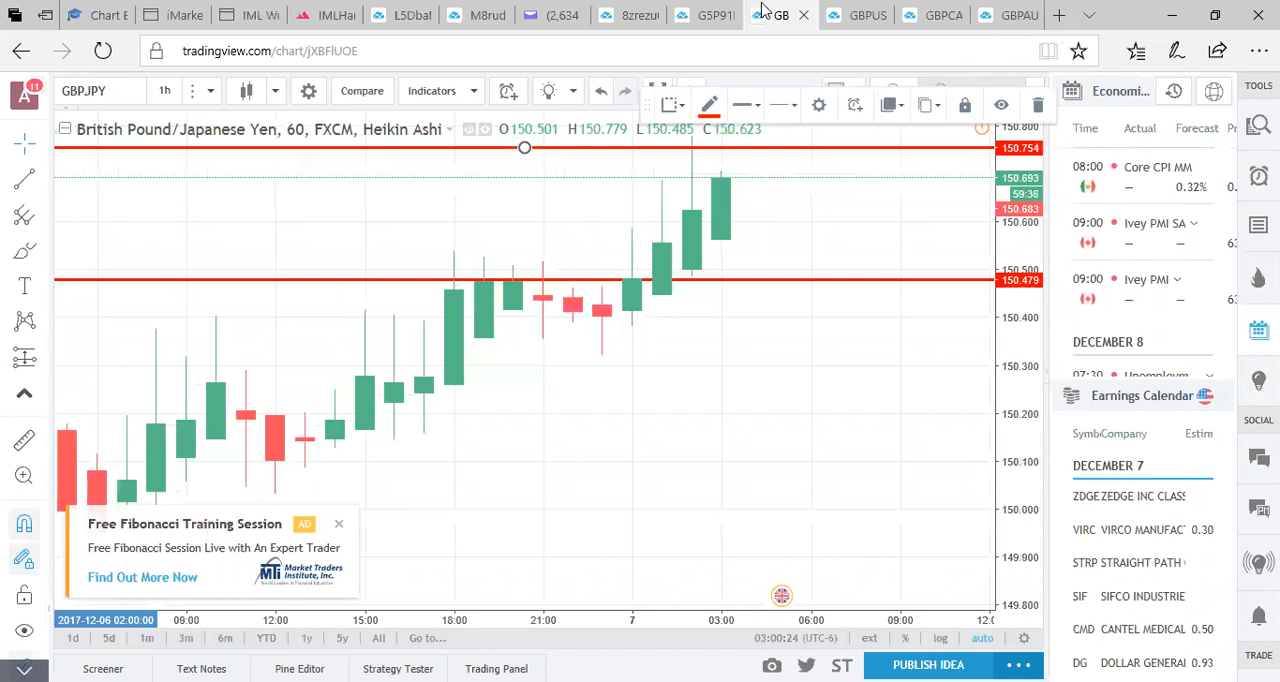 Chart E
iMarke
IML W
IMLHar
L5Dbal
M8rud
(2,634
8zrezu
G5P91
GB
GBPUS
GBPCA
GBPAU
tradingview.com/chart/jXBFlUOE
A
11
GBPJPY
1h
Compare
Indicators
Economi...
TOOLS
British Pound/Japanese Yen, 60, FXCM, Heikin Ashi
O150.501 H150.779 L150.485 C150.623
Time Actual Forecast
08:00 Core CPI MM
— 0.32% 0.
09:00 Ivey PMI SA
— — 63
09:00 Ivey PMI
— —
DECEMBER 8
07:30 Unemploym
Earnings Calendar
Symb Company Estim
DECEMBER 7
ZDGE ZEDGE INC CLASS
VIRC VIRCO MANUFAC 0.30
STRP STRAIGHT PATH
SIF SIFCO INDUSTRIE
CMD CANTEL MEDICAL 0.50
DG DOLLAR GENERAL 0.93
SOCIAL
TRADE
150.800
150.754
150.693
59:36
150.683
150.600
150.500
150.479
150.400
150.300
150.200
150.100
150.000
149.900
149.800
Free Fibonacci Training Session AD
Free Fibonacci Session Live with An Expert Trader
Find Out More Now
MTI
Market Traders
Institute, Inc.
2017-12-06 02:00:00 09:00 12:00 15:00 18:00 21:00 7 03:00 06:00 09:00 12:
1d 5d 1m 3m 6m YTD 1y 5y All Go to... 03:00:24 (UTC-6) ext % log auto
Screener Text Notes Pine Editor Strategy Tester Trading Panel ST PUBLISH IDEA